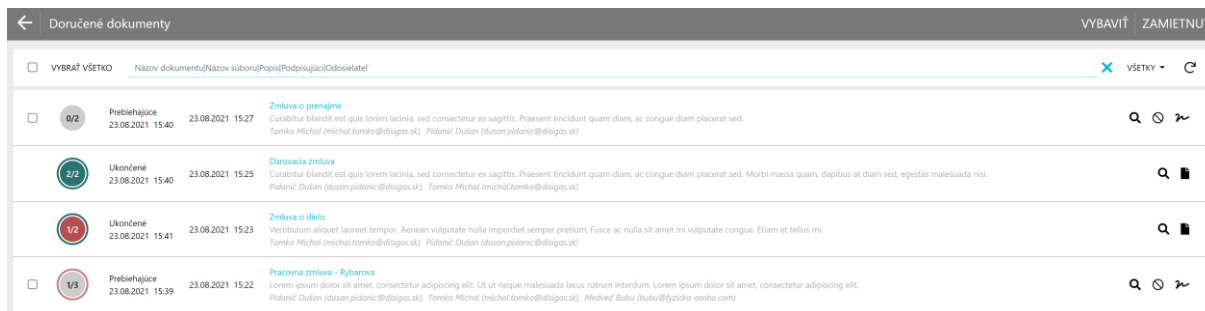 Doručené dokumenty
VYBAVIŤ ZAMIETNUŤ
VYBRAŤ VŠETKO Názov dokumentu|Názov súboru|Popis|Podpisujúci|Odosielateľ VŠETKY
Zmluva o prenajme
0/2 Prebiehajúce 23.08.2021 15:27 Curabitur blandit est quis lorem lacinia, sed consectetur ex sagittis. Praesent tincidunt quam diam, ac congue diam placerat sed.
23.08.2021 15:40 Tomko Michal (michal.tomko@disigas.sk), Pidanič Dušan (dusan.pidanic@disigas.sk)
Darovacia zmluva
2/2 Ukončené 23.08.2021 15:25 Curabitur blandit est quis lorem lacinia, sed consectetur ex sagittis. Praesent tincidunt quam diam, ac congue diam placerat sed. Morbi massa quam, dapibus at diam sed, egestas malesuada nisi.
23.08.2021 15:40 Pidanič Dušan (dusan.pidanic@disigas.sk), Tomko Michal (michal.tomko@disigas.sk)
Zmluva o dielo
1/2 Ukončené 23.08.2021 15:23 Vestibulum aliquet laoreet tempor. Aenean vulputate nulla imperdiet semper pretium. Fusce ac nulla sit amet mi vulputate congue. Etiam et tellus mi.
23.08.2021 15:41 Tomko Michal (michal.tomko@disigas.sk), Pidanič Dušan (dusan.pidanic@disigas.sk)
Pracovna zmluva - Rybarova
1/3 Prebiehajúce 23.08.2021 15:22 Lorem ipsum dolor sit amet, consectetur adipiscing elit. Ut ut neque malesuada lacus rutrum interdum. Lorem ipsum dolor sit amet, consectetur adipiscing elit.
23.08.2021 15:39 Pidanič Dušan (dusan.pidanic@disigas.sk), Tomko Michal (michal.tomko@disigas.sk), Medveď Bubu (bubu@fyzicka-osoba.com)